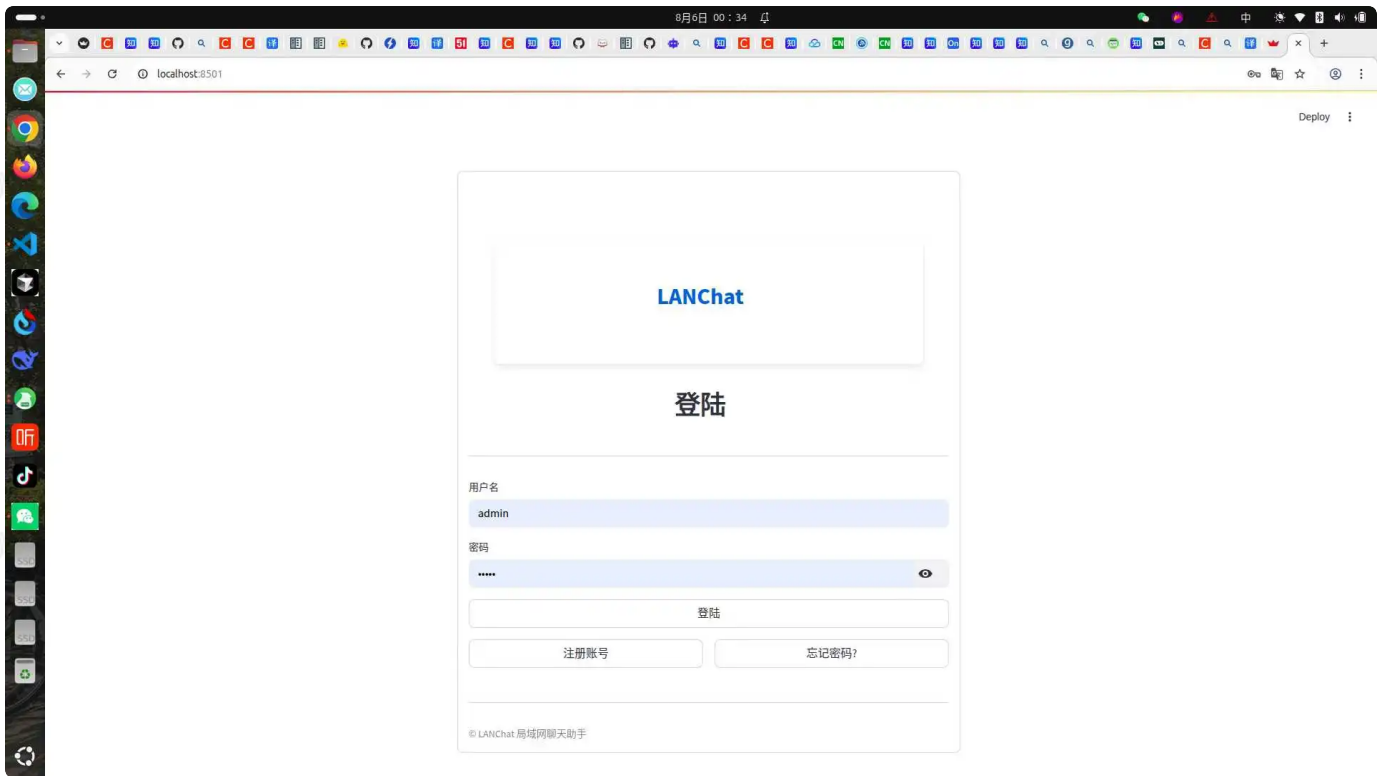 8月6日 00：34
中
localhost:8501
Deploy
LANChat
登陆
用户名
admin
密码
登陆
注册账号
忘记密码?
© LANChat 局域网聊天助手